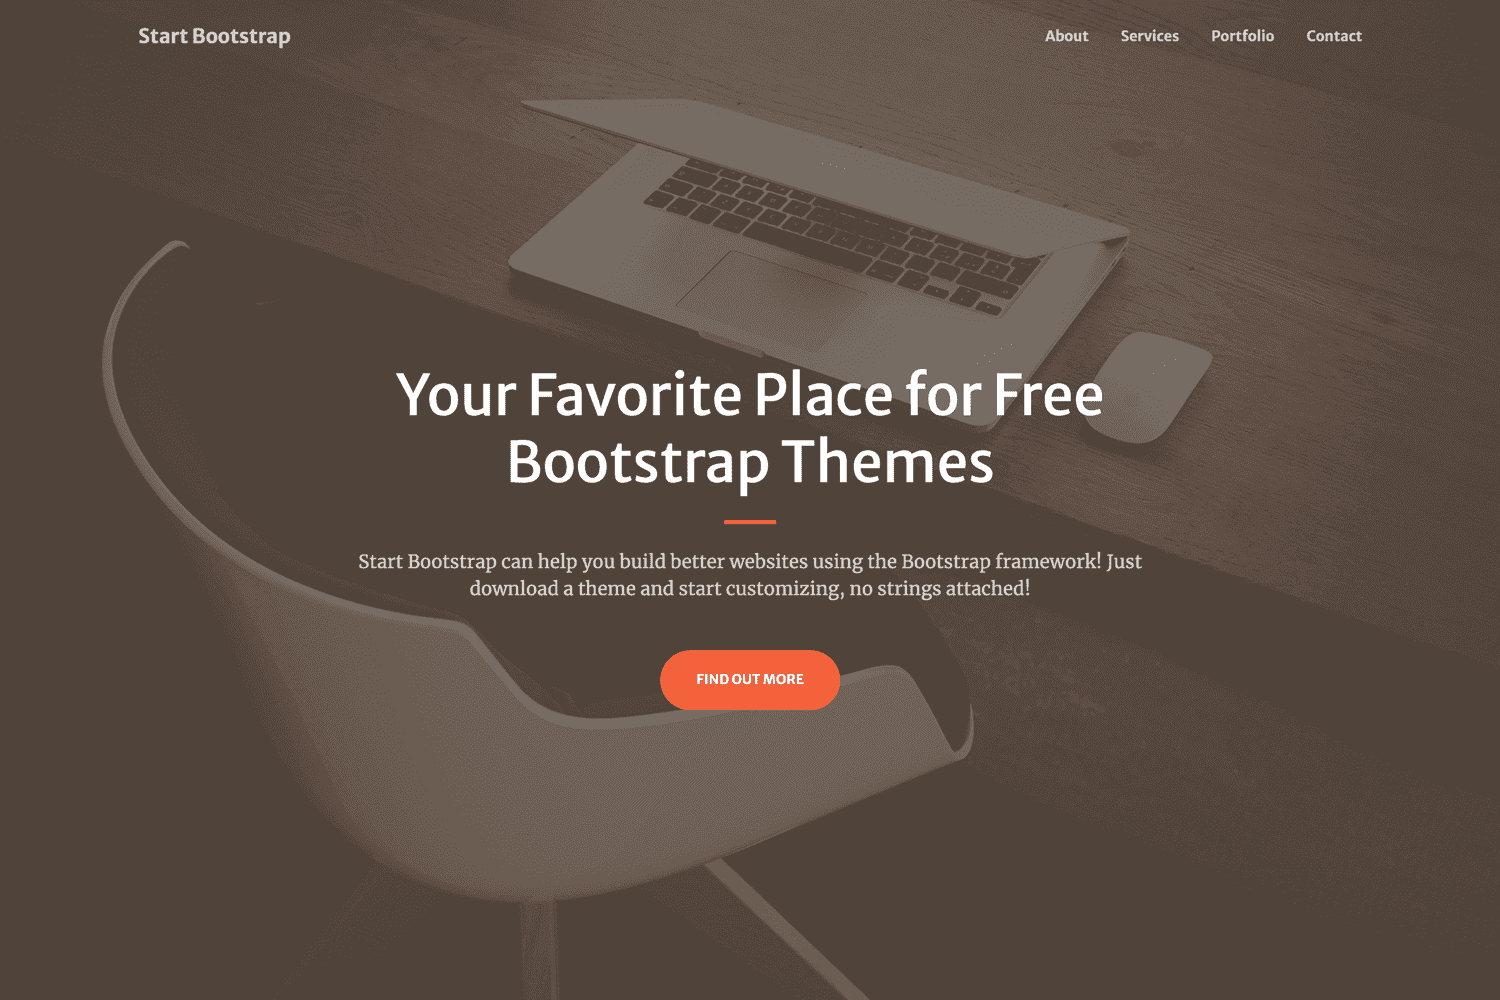 Start Bootstrap
About Services Portfolio Contact
Your Favorite Place for Free
Bootstrap Themes
Start Bootstrap can help you build better websites using the Bootstrap framework! Just
download a theme and start customizing, no strings attached!
FIND OUT MORE